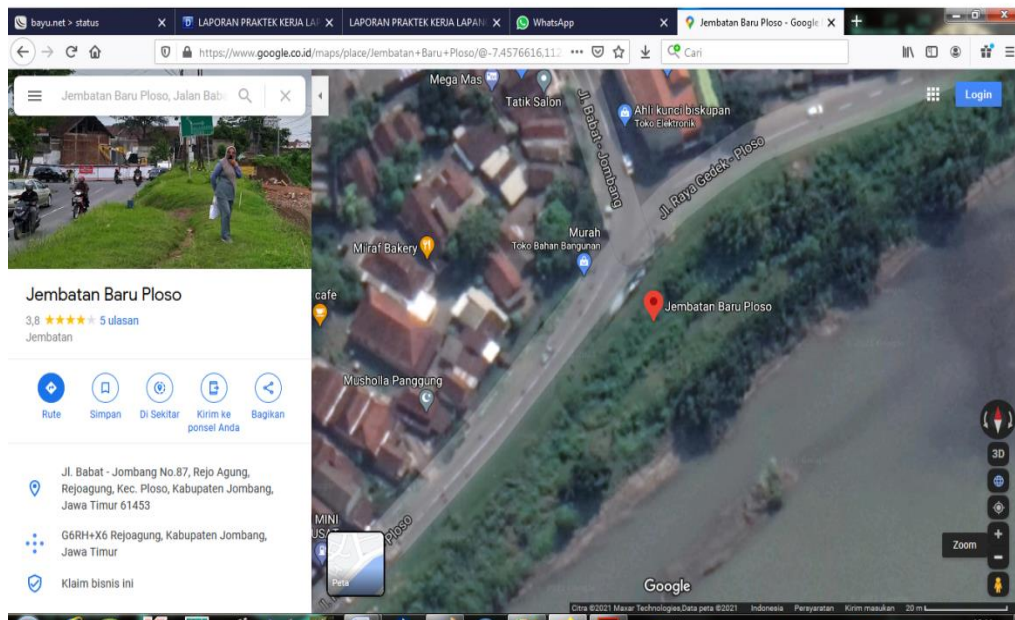 bayu.net > status
LAPORAN PRAKTEK KERJA LAP
LAPORAN PRAKTEK KERJA LAPAN
WhatsApp
Jembatan Baru Ploso - Google
https://www.google.co.id/maps/place/Jembatan+Baru+Ploso/@-7.4576616,112
Cari
Jembatan Baru Ploso, Jalan Baba
Login
Mega Mas
Tatik Salon
Jl. Babat - Jombang
Ahli kunci biskupan
Toko Elektronik
Jl. Raya Gedek - Ploso
Mi'raf Bakery
Murah
Toko Bahan Bangunan
cafe
Jembatan Baru Ploso
Musholla Panggung
MINI
Ploso
Jembatan Baru Ploso
3,8
5 ulasan
Jembatan
Rute
Simpan
Di Sekitar
Kirim ke
ponsel Anda
Bagikan
Jl. Babat - Jombang No.87, Rejo Agung,
Rejoagung, Kec. Ploso, Kabupaten Jombang,
Jawa Timur 61453
G6RH+X6 Rejoagung, Kabupaten Jombang,
Jawa Timur
Klaim bisnis ini
Peta
3D
Zoom
Google
Citra ©2021 Maxar Technologies,Data peta ©2021 Indonesia Persyaratan Kirim masukan 20 m